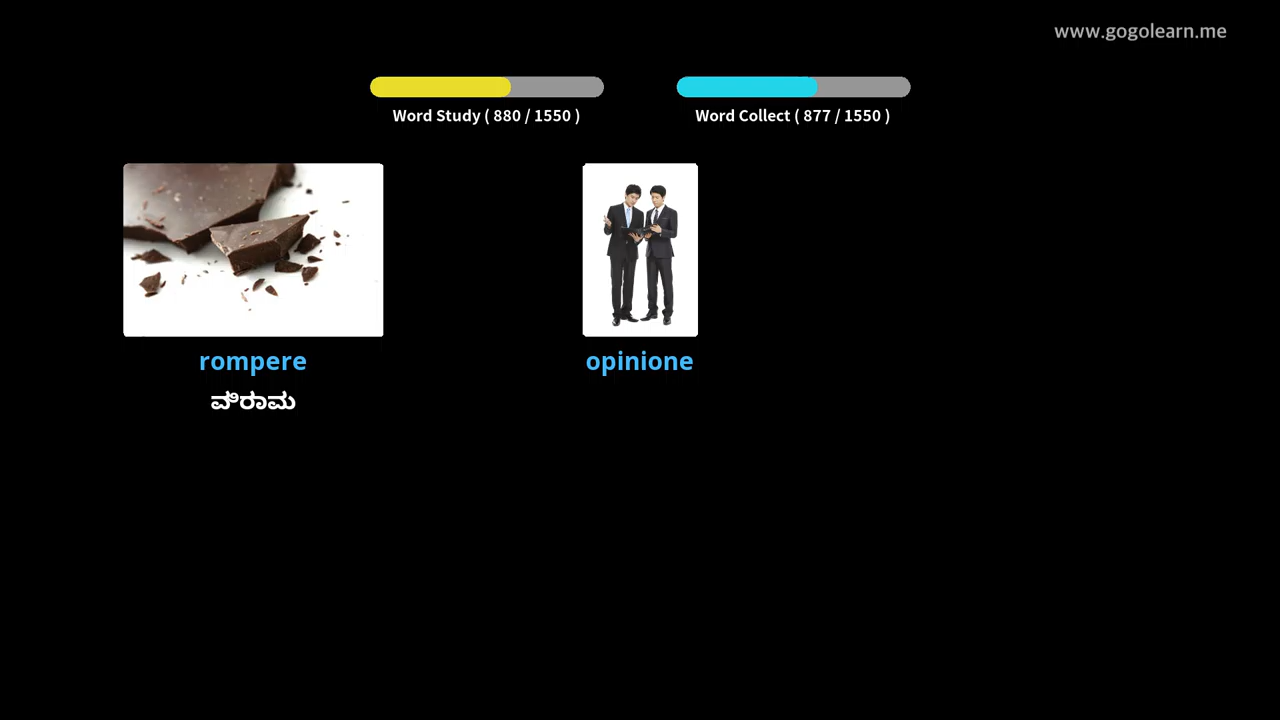 www.gogolearn.me
Word Study ( 880 / 1550 )
Word Collect ( 877 / 1550 )
rompere
opinione
ವಿರಾಮ